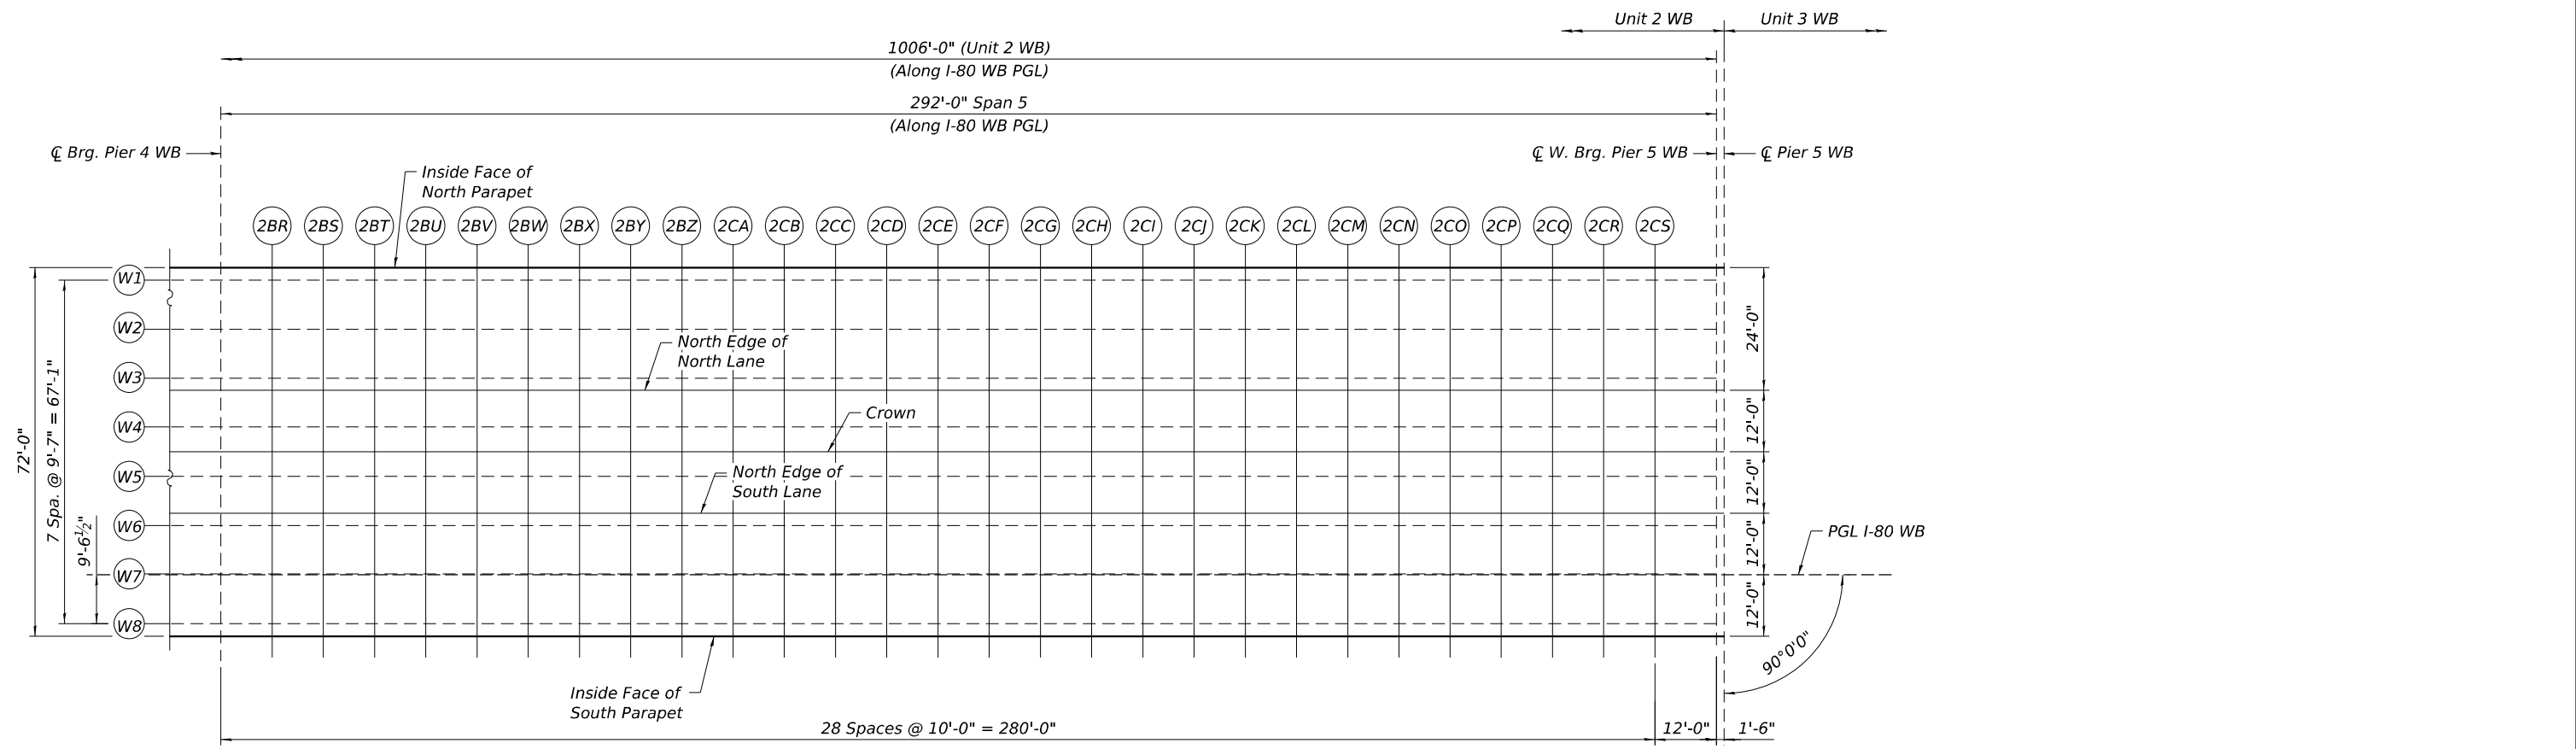 Unit 2 WB
Unit 3 WB
1006'-0" (Unit 2 WB)
(Along I-80 WB PGL)
292'-0" Span 5
(Along I-80 WB PGL)
℄ Brg. Pier 4 WB
℄ W. Brg. Pier 5 WB
℄ Pier 5 WB
Inside Face of
North Parapet
2BR 2BS 2BT 2BU 2BV 2BW 2BX 2BY 2BZ 2CA 2CB 2CC 2CD 2CE 2CF 2CG 2CH 2CI 2CJ 2CK 2CL 2CM 2CN 2CO 2CP 2CQ 2CR 2CS
W1
W2
W3
W4
W5
W6
W7
W8
72'-0"
7 Spa. @ 9'-7" = 67'-1"
9'-6½"
North Edge of
North Lane
Crown
North Edge of
South Lane
24'-0"
12'-0"
12'-0"
12'-0"
12'-0"
PGL I-80 WB
90°0'0"
Inside Face of
South Parapet
28 Spaces @ 10'-0" = 280'-0"
12'-0"
1'-6"